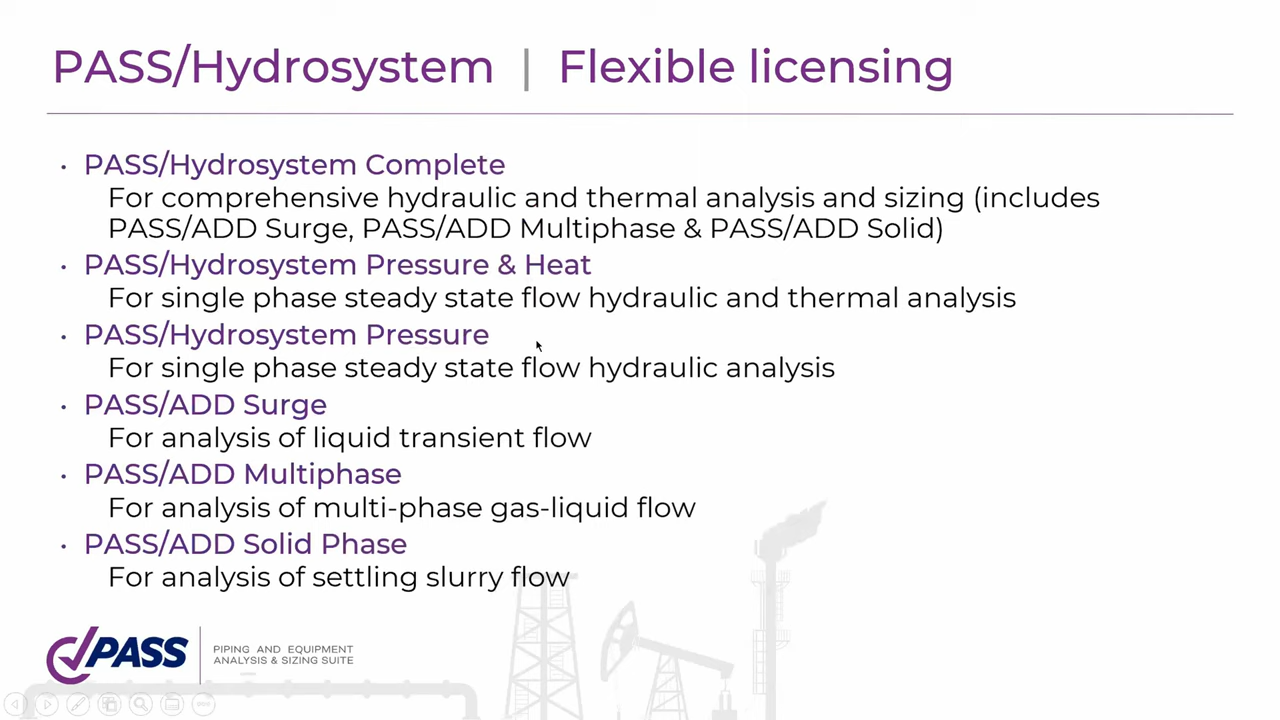 PASS/Hydrosystem | Flexible licensing
• PASS/Hydrosystem Complete
For comprehensive hydraulic and thermal analysis and sizing (includes
PASS/ADD Surge, PASS/ADD Multiphase & PASS/ADD Solid)
• PASS/Hydrosystem Pressure & Heat
For single phase steady state flow hydraulic and thermal analysis
• PASS/Hydrosystem Pressure
For single phase steady state flow hydraulic analysis
• PASS/ADD Surge
For analysis of liquid transient flow
• PASS/ADD Multiphase
For analysis of multi-phase gas-liquid flow
• PASS/ADD Solid Phase
For analysis of settling slurry flow
PASS
PIPING AND EQUIPMENT
ANALYSIS & SIZING SUITE